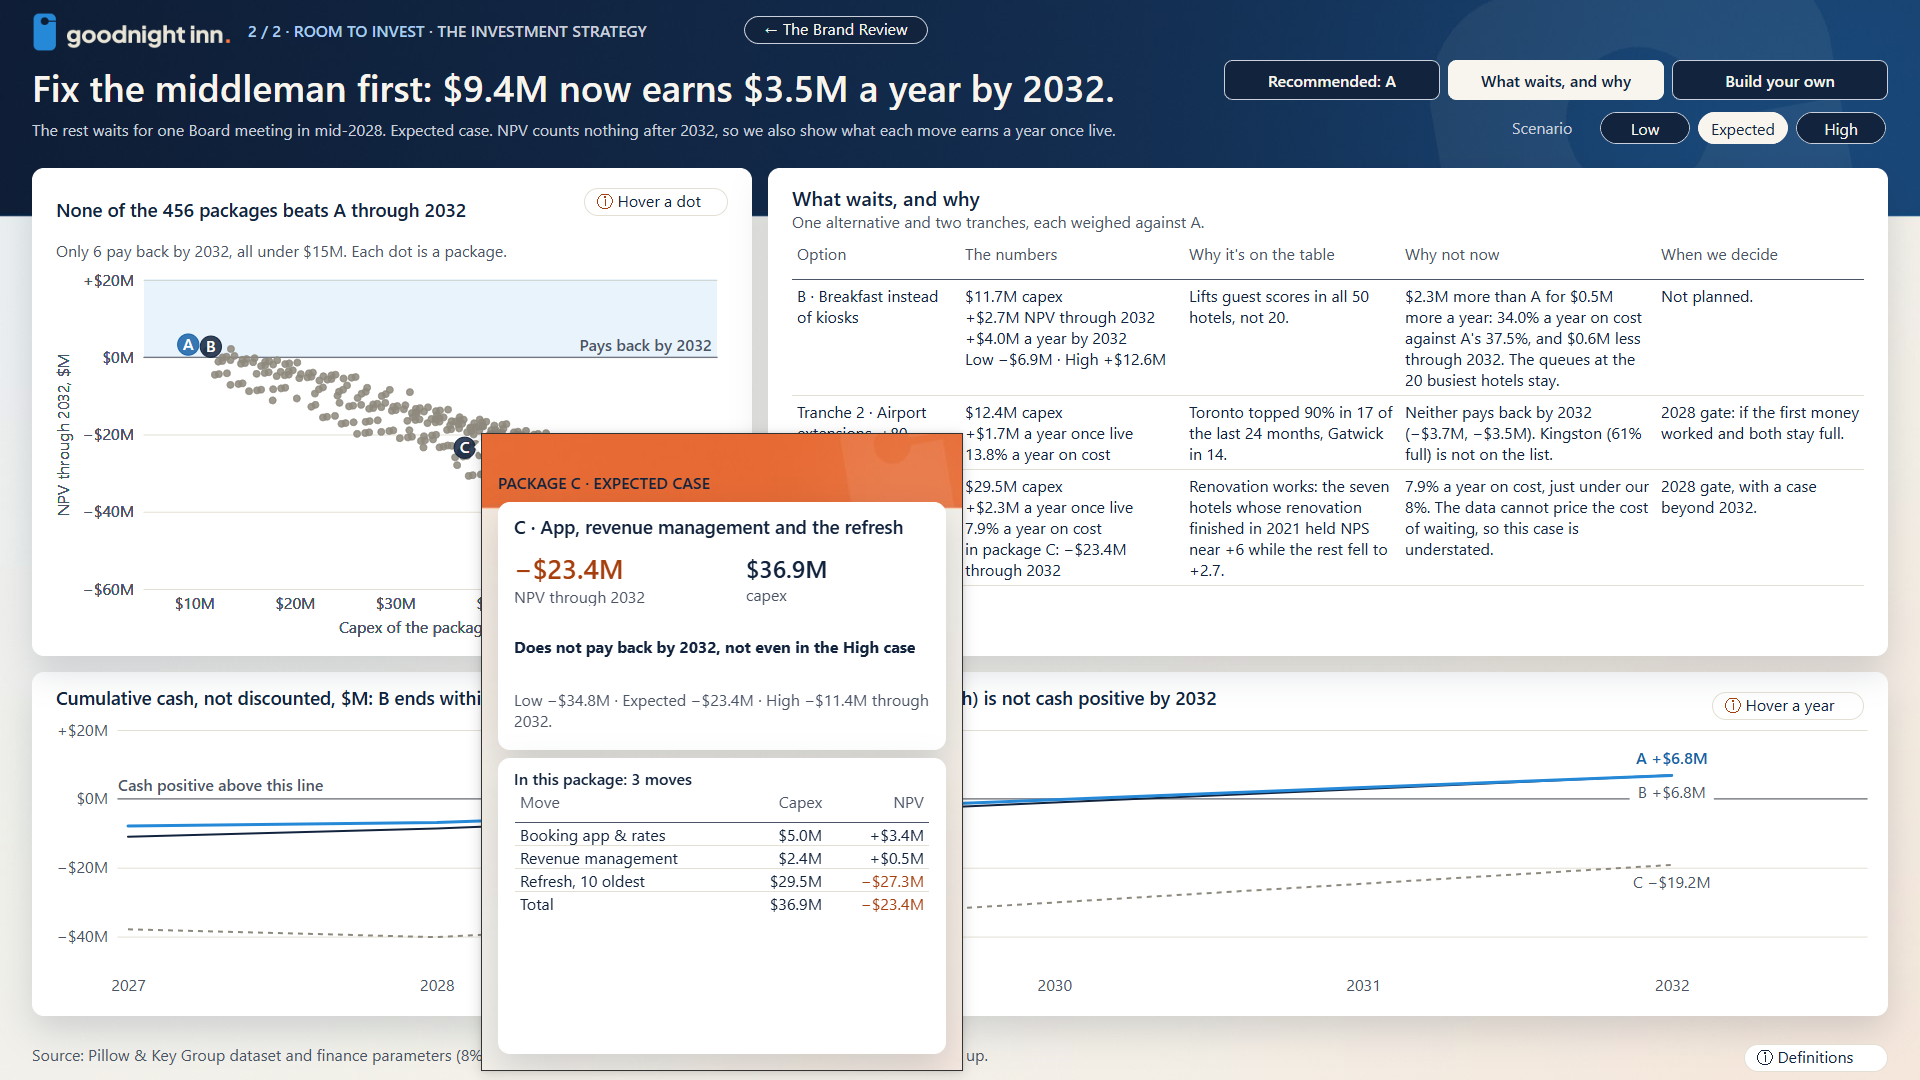 goodnight inn.
2 / 2 · ROOM TO INVEST · THE INVESTMENT STRATEGY
← The Brand Review
Fix the middleman first: $9.4M now earns $3.5M a year by 2032.
The rest waits for one Board meeting in mid-2028. Expected case. NPV counts nothing after 2032, so we also show what each move earns a year once live.
Recommended: A
What waits, and why
Build your own
Scenario
Low
Expected
High
None of the 456 packages beats A through 2032
ⓘ Hover a dot
Only 6 pay back by 2032, all under $15M. Each dot is a package.
NPV through 2032, $M
+$20M
$0M
−$20M
−$40M
−$60M
Pays back by 2032
A
B
C
$10M
$20M
$30M
Capex of the packag
What waits, and why
One alternative and two tranches, each weighed against A.
Option
The numbers
Why it's on the table
Why not now
When we decide
B · Breakfast instead
of kiosks
$11.7M capex
+$2.7M NPV through 2032
+$4.0M a year by 2032
Low −$6.9M · High +$12.6M
Lifts guest scores in all 50
hotels, not 20.
$2.3M more than A for $0.5M
more a year: 34.0% a year on cost
against A's 37.5%, and $0.6M less
through 2032. The queues at the
20 busiest hotels stay.
Not planned.
Tranche 2 · Airport
$12.4M capex
+$1.7M a year once live
13.8% a year on cost
Toronto topped 90% in 17 of
the last 24 months, Gatwick
in 14.
Neither pays back by 2032
(−$3.7M, −$3.5M). Kingston (61%
full) is not on the list.
2028 gate: if the first money
worked and both stay full.
$29.5M capex
+$2.3M a year once live
7.9% a year on cost
in package C: −$23.4M
through 2032
Renovation works: the seven
hotels whose renovation
finished in 2021 held NPS
near +6 while the rest fell to
+2.7.
7.9% a year on cost, just under our
8%. The data cannot price the cost
of waiting, so this case is
understated.
2028 gate, with a case
beyond 2032.
PACKAGE C · EXPECTED CASE
C · App, revenue management and the refresh
−$23.4M
NPV through 2032
$36.9M
capex
Does not pay back by 2032, not even in the High case
Low −$34.8M · Expected −$23.4M · High −$11.4M through
2032.
In this package: 3 moves
Move Capex NPV
Booking app & rates $5.0M +$3.4M
Revenue management $2.4M +$0.5M
Refresh, 10 oldest $29.5M −$27.3M
Total $36.9M −$23.4M
Cumulative cash, not discounted, $M: B ends withi
h) is not cash positive by 2032
ⓘ Hover a year
+$20M
$0M
−$20M
−$40M
Cash positive above this line
A +$6.8M
B +$6.8M
C −$19.2M
2027
2028
2030
2031
2032
Source: Pillow & Key Group dataset and finance parameters (8%
up.
ⓘ Definitions